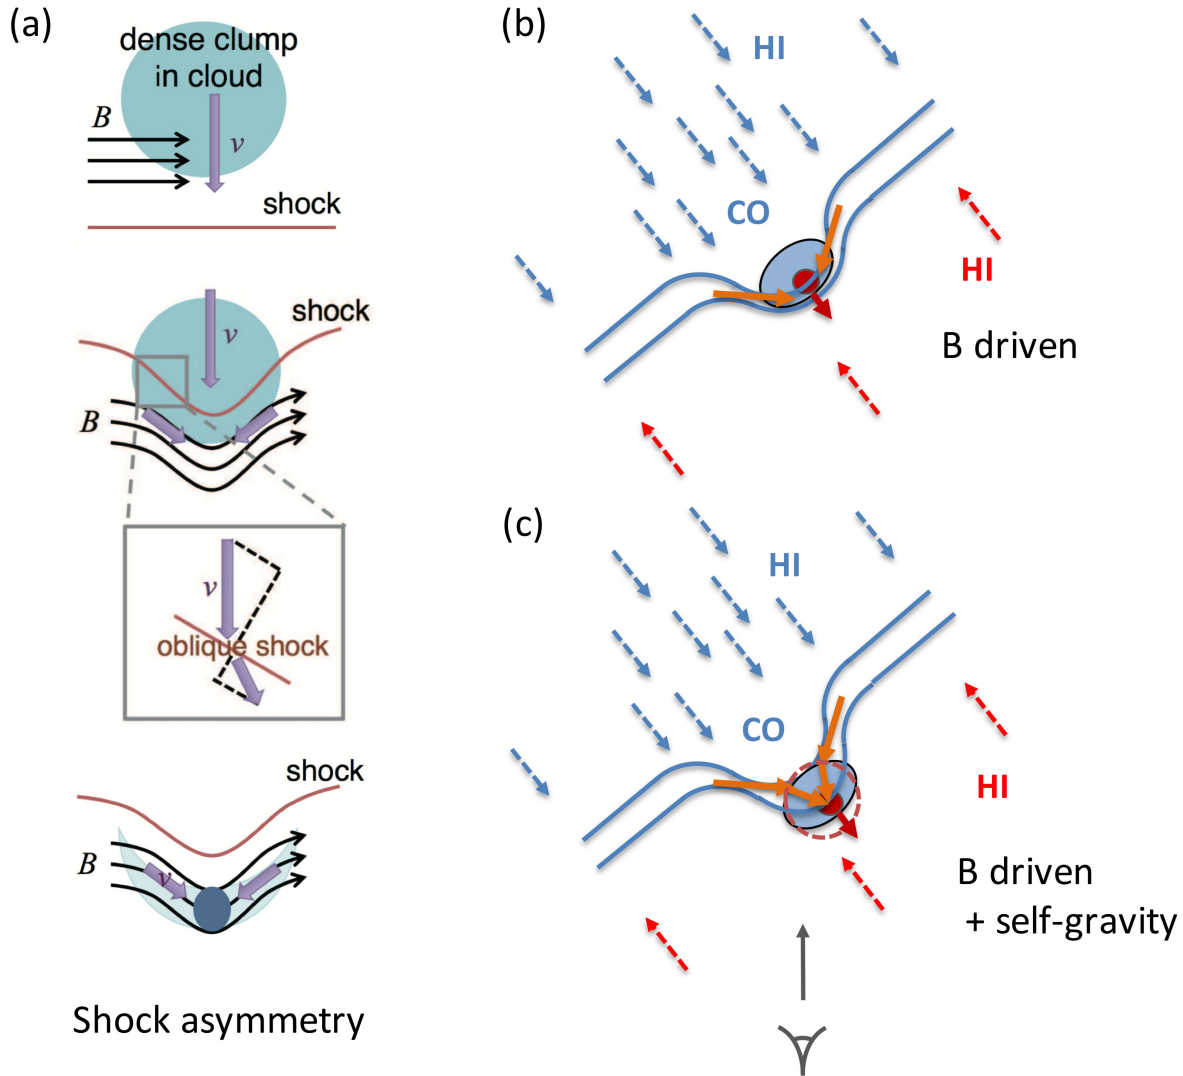 (a)
dense clump
in cloud
B
v
shock
shock
v
B
v
oblique shock
shock
B
v
Shock asymmetry
(b)
HI
CO
HI
B driven
(c)
HI
CO
HI
B driven
+ self-gravity